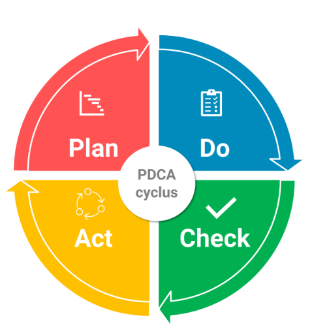 Plan
Do
PDCA
cyclus
Act
Check